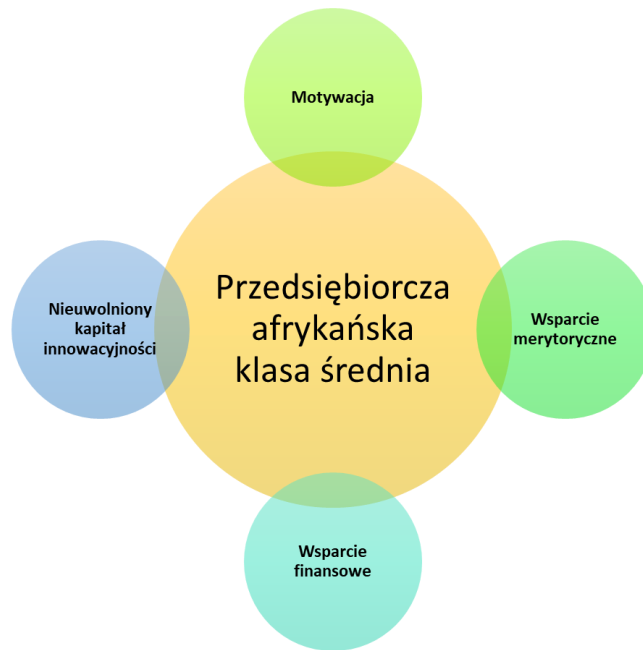 Motywacja
Przedsiębiorcza
afrykańska
klasa średnia
Nieuwolniony
kapitał
innowacyjności
Wsparcie
merytoryczne
Wsparcie
finansowe